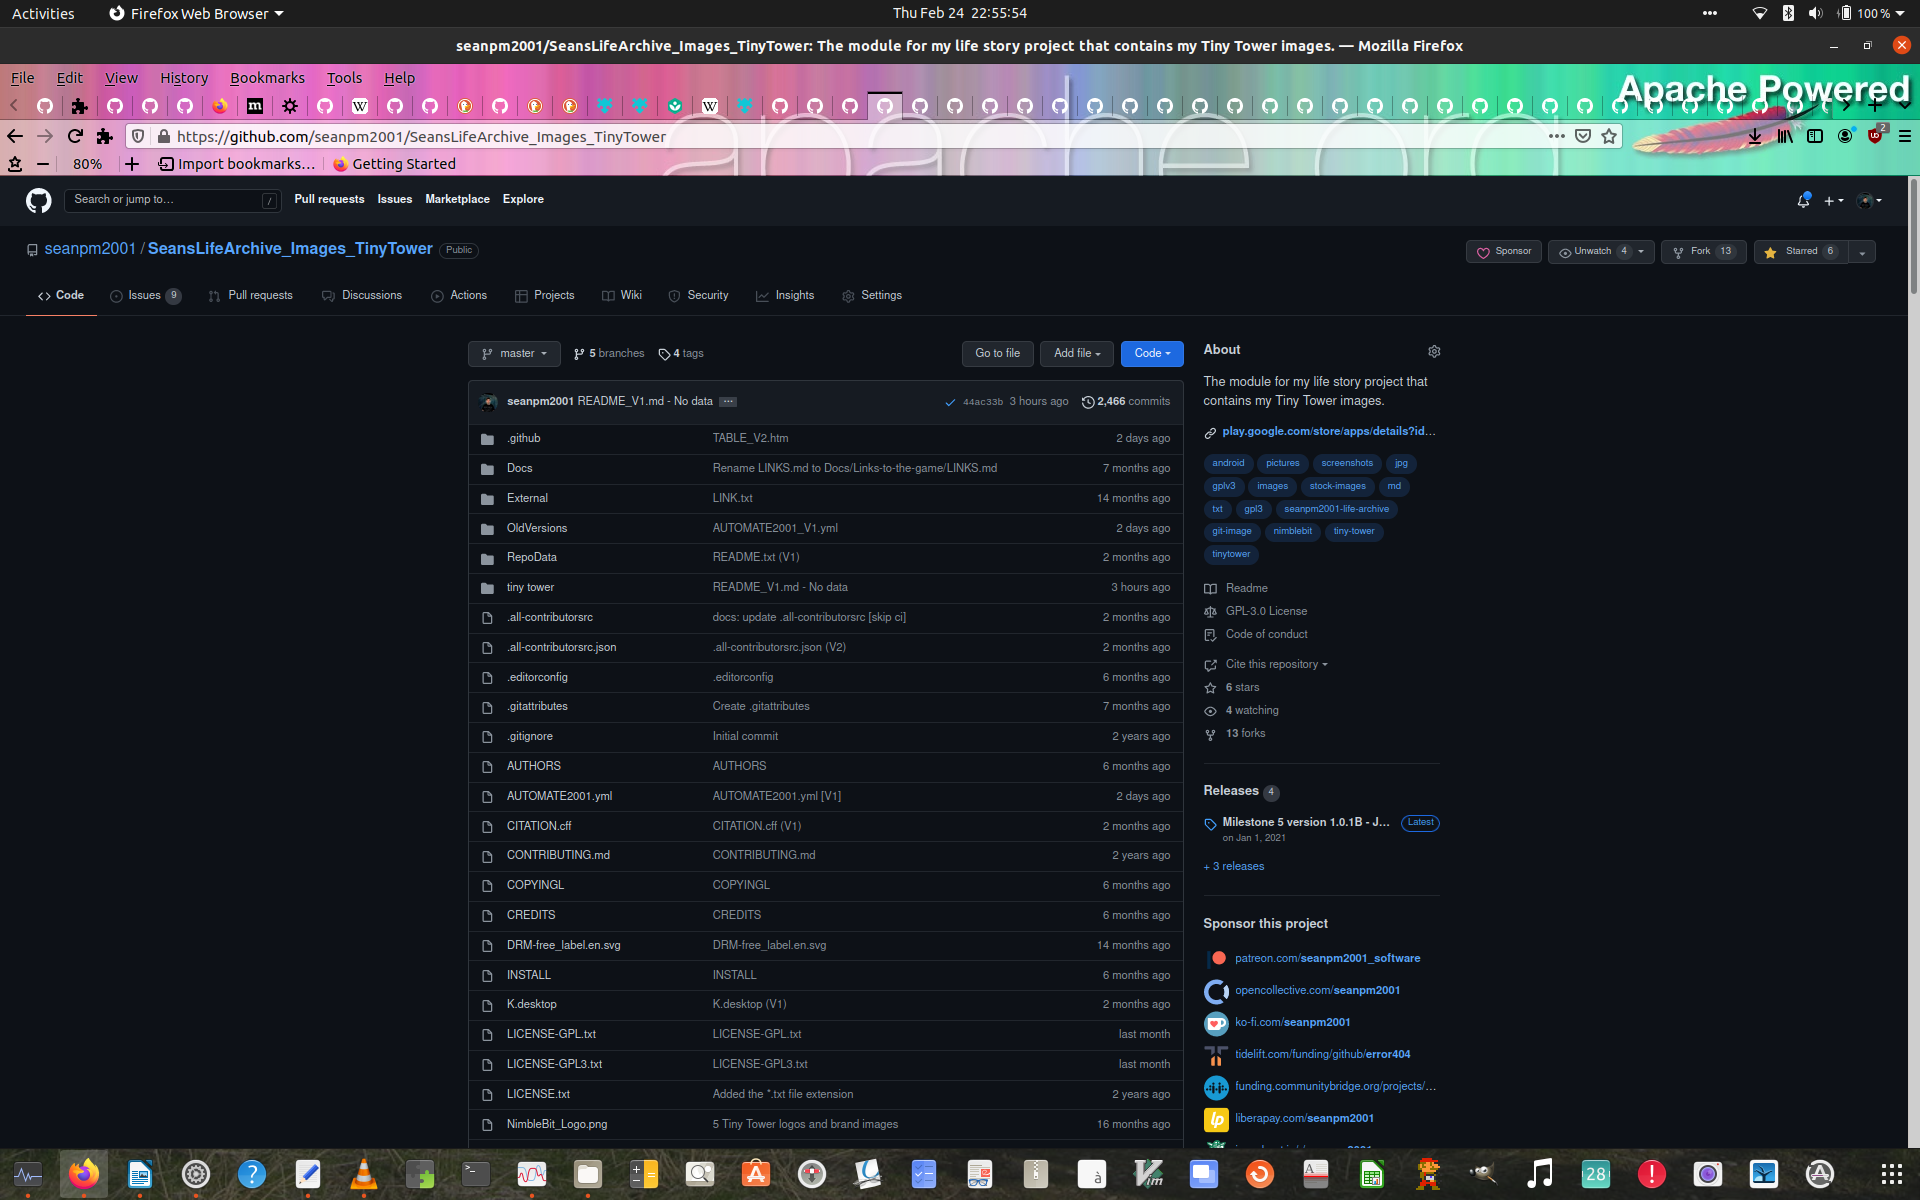 Activities Firefox Web Browser Thu Feb 24 22:55:54 100 %
seanpm2001/SeansLifeArchive_Images_TinyTower: The module for my life story project that contains my Tiny Tower images. — Mozilla Firefox
File Edit View History Bookmarks Tools Help
Apache Powered
https://github.com/seanpm2001/SeansLifeArchive_Images_TinyTower 2
80% Import bookmarks... Getting Started
apache.org
Search or jump to... / Pull requests Issues Marketplace Explore
seanpm2001 / SeansLifeArchive_Images_TinyTower Public Sponsor Unwatch 4 Fork 13 Starred 6
Code Issues 9 Pull requests Discussions Actions Projects Wiki Security Insights Settings
master 5 branches 4 tags Go to file Add file Code
seanpm2001 README_V1.md - No data ... 44ac33b 3 hours ago 2,466 commits
.github TABLE_V2.htm 2 days ago
Docs Rename LINKS.md to Docs/Links-to-the-game/LINKS.md 7 months ago
External LINK.txt 14 months ago
OldVersions AUTOMATE2001_V1.yml 2 days ago
RepoData README.txt (V1) 2 months ago
tiny tower README_V1.md - No data 3 hours ago
.all-contributorsrc docs: update .all-contributorsrc [skip ci] 2 months ago
.all-contributorsrc.json .all-contributorsrc.json (V2) 2 months ago
.editorconfig .editorconfig 6 months ago
.gitattributes Create .gitattributes 7 months ago
.gitignore Initial commit 2 years ago
AUTHORS AUTHORS 6 months ago
AUTOMATE2001.yml AUTOMATE2001.yml [V1] 2 days ago
CITATION.cff CITATION.cff (V1) 2 months ago
CONTRIBUTING.md CONTRIBUTING.md 2 years ago
COPYINGL COPYINGL 6 months ago
CREDITS CREDITS 6 months ago
DRM-free_label.en.svg DRM-free_label.en.svg 14 months ago
INSTALL INSTALL 6 months ago
K.desktop K.desktop (V1) 2 months ago
LICENSE-GPL.txt LICENSE-GPL.txt last month
LICENSE-GPL3.txt LICENSE-GPL3.txt last month
LICENSE.txt Added the *.txt file extension 2 years ago
NimbleBit_Logo.png 5 Tiny Tower logos and brand images 16 months ago
About
The module for my life story project that
contains my Tiny Tower images.
play.google.com/store/apps/details?id...
android pictures screenshots jpg
gplv3 images stock-images md
txt gpl3 seanpm2001-life-archive
git-image nimblebit tiny-tower
tinytower
Readme
GPL-3.0 License
Code of conduct
Cite this repository
6 stars
4 watching
13 forks
Releases 4
Milestone 5 version 1.0.1B - J... Latest
on Jan 1, 2021
+ 3 releases
Sponsor this project
patreon.com/seanpm2001_software
opencollective.com/seanpm2001
ko-fi.com/seanpm2001
tidelift.com/funding/github/error404
funding.communitybridge.org/projects/...
liberapay.com/seanpm2001
28